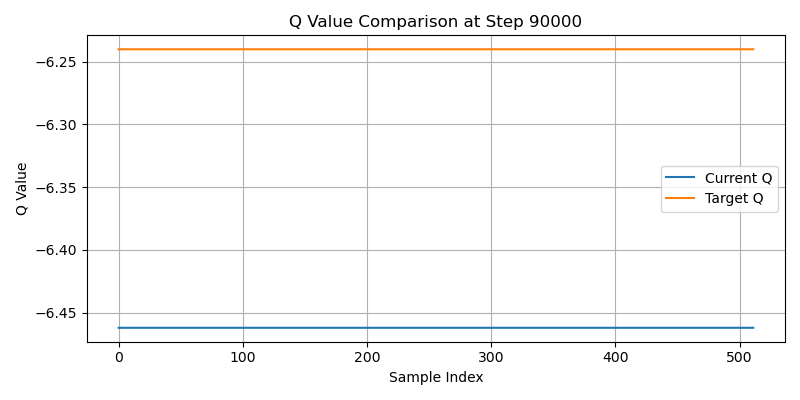 Q Value Comparison at Step 90000
Q Value
−6.25
−6.30
−6.35
−6.40
−6.45
Current Q
Target Q
0 100 200 300 400 500
Sample Index